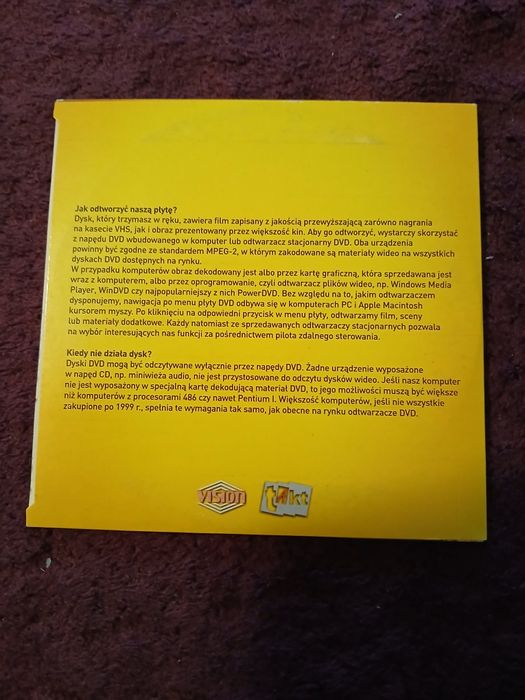 Jak odtworzyć naszą płytę?
Dysk, który trzymasz w ręku, zawiera film zapisany z jakością przewyższającą zarówno nagrania
na kasecie VHS, jak i obraz prezentowany przez większość kin. Aby go odtworzyć, wystarczy skorzystać
z napędu DVD wbudowanego w komputer lub odtwarzacz stacjonarny DVD. Oba urządzenia
powinny być zgodne ze standardem MPEG-2, w którym zakodowane są materiały wideo na wszystkich
dyskach DVD dostępnych na rynku.
W przypadku komputerów obraz dekodowany jest albo przez kartę graficzną, która sprzedawana jest
wraz z komputerem, albo przez oprogramowanie, czyli odtwarzacz plików wideo, np. Windows Media
Player, WinDVD czy najpopularniejszy z nich PowerDVD. Bez względu na to, jakim odtwarzaczem
dysponujemy, nawigacja po menu płyty DVD odbywa się w komputerach PC i Apple Macintosh
kursorem myszy. Po kliknięciu na odpowiedni przycisk w menu płyty, odtwarzamy film, sceny
lub materiały dodatkowe. Każdy natomiast ze sprzedawanych odtwarzaczy stacjonarnych pozwala
na wybór interesujących nas funkcji za pośrednictwem pilota zdalnego sterowania.
Kiedy nie działa dysk?
Dyski DVD mogą być odczytywane wyłącznie przez napędy DVD. Żadne urządzenie wyposażone
w napęd CD, np. miniwieża audio, nie jest przystosowane do odczytu dysków wideo. Jeśli nasz komputer
nie jest wyposażony w specjalną kartę dekodującą materiał DVD, to jego możliwości muszą być większe
niż komputerów z procesorami 486 czy nawet Pentium I. Większość komputerów, jeśli nie wszystkie
zakupione po 1999 r., spełnia te wymagania tak samo, jak obecne na rynku odtwarzacze DVD.
VISION
takt